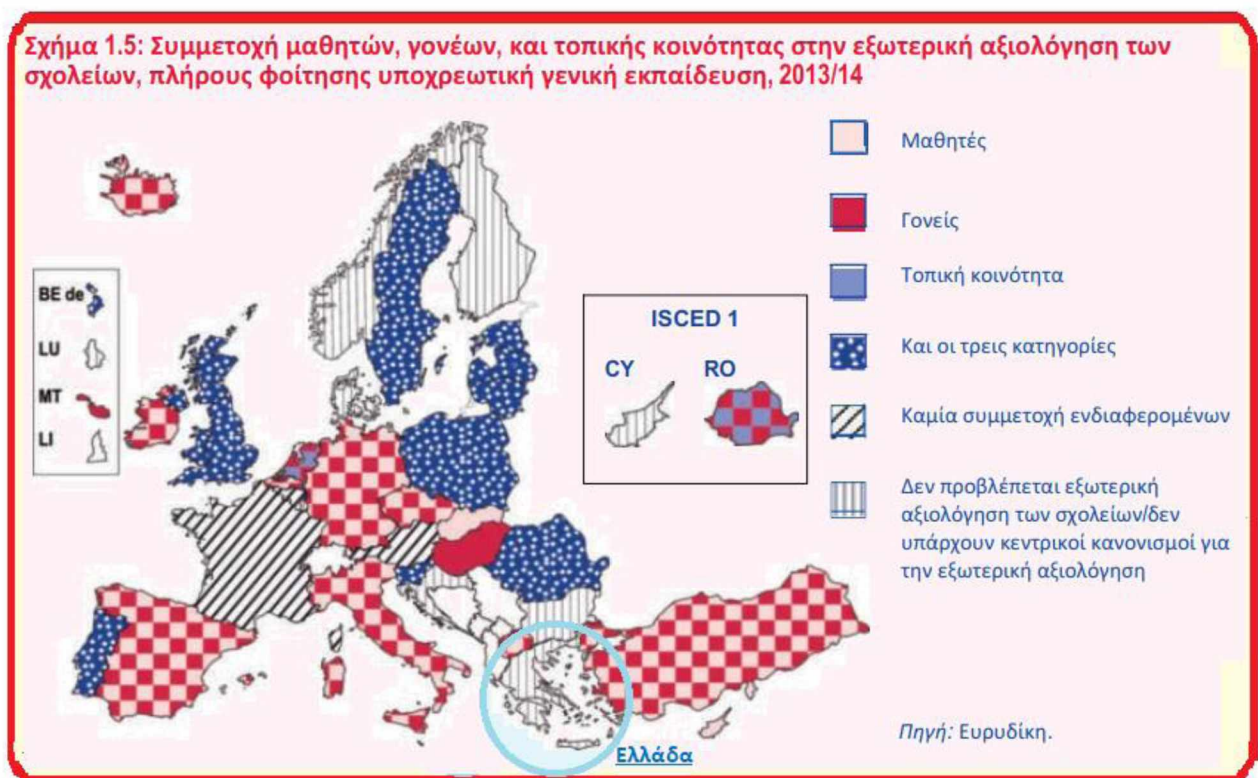 Σχήμα 1.5: Συμμετοχή μαθητών, γονέων, και τοπικής κοινότητας στην εξωτερική αξιολόγηση των
σχολείων, πλήρους φοίτησης υποχρεωτική γενική εκπαίδευση, 2013/14
Μαθητές
Γονείς
Τοπική κοινότητα
Και οι τρεις κατηγορίες
Καμία συμμετοχή ενδιαφερομένων
Δεν προβλέπεται εξωτερική
αξιολόγηση των σχολείων/δεν
υπάρχουν κεντρικοί κανονισμοί για
την εξωτερική αξιολόγηση
BE de
LU
MT
LI
ISCED 1
CY RO
Πηγή: Ευρυδίκη.
Ελλάδα